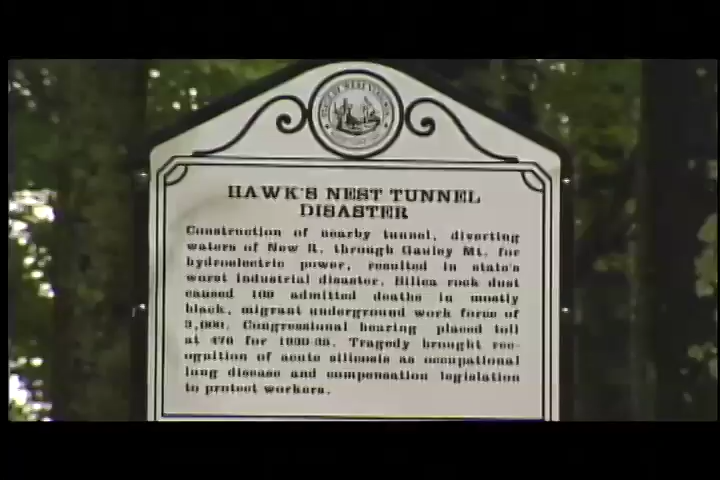 HAWK'S NEST TUNNEL
DISASTER
Construction of nearby tunnel, diverting
waters of New R. through Gauley Mt. for
hydroelectric power, resulted in state's
worst industrial disaster. Silica rock dust
caused 109 admitted deaths in mostly
black, migrant underground work force of
Congressional hearing placed toll
at 476 for 1930-35. Tragedy brought rec-
ognition of acute silicosis as occupational
lung disease and compensation legislation
to protect workers.